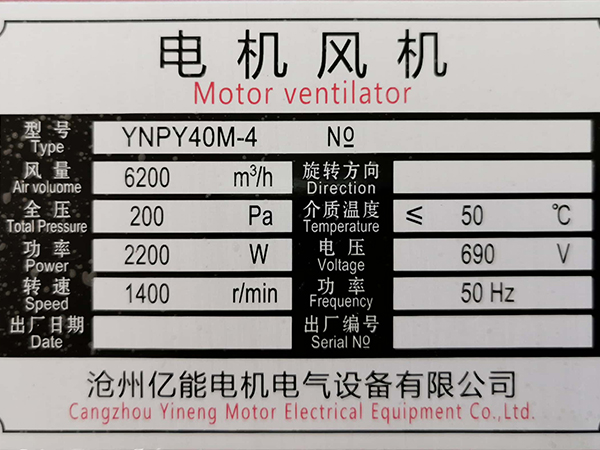 电机风机
Motor ventilator
型号 YNPY40M-4 №
Type
风量 6200 m³/h 旋转方向
Air voluome Direction
全压 200 Pa 介质温度 ≤ 50 ℃
Total Pressure Temperature
功率 2200 W 电压 690 V
Power Voltage
转速 1400 r/min 功率 50 Hz
Speed Frequency
出厂日期 出厂编号
Date Serial №
沧州亿能电机电气设备有限公司
Cangzhou Yineng Motor Electrical Equipment Co.,Ltd.